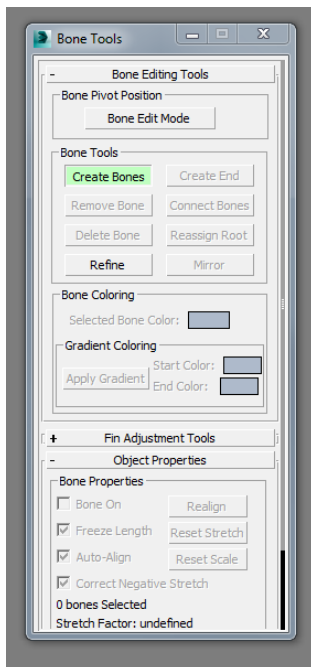 Bone Tools
- Bone Editing Tools
Bone Pivot Position
Bone Edit Mode
Bone Tools
Create Bones Create End
Remove Bone Connect Bones
Delete Bone Reassign Root
Refine Mirror
Bone Coloring
Selected Bone Color:
Gradient Coloring
Start Color:
Apply Gradient
End Color:
+ Fin Adjustment Tools
- Object Properties
Bone Properties
Bone On Realign
Freeze Length Reset Stretch
Auto-Align Reset Scale
Correct Negative Stretch
0 bones Selected
Stretch Factor: undefined